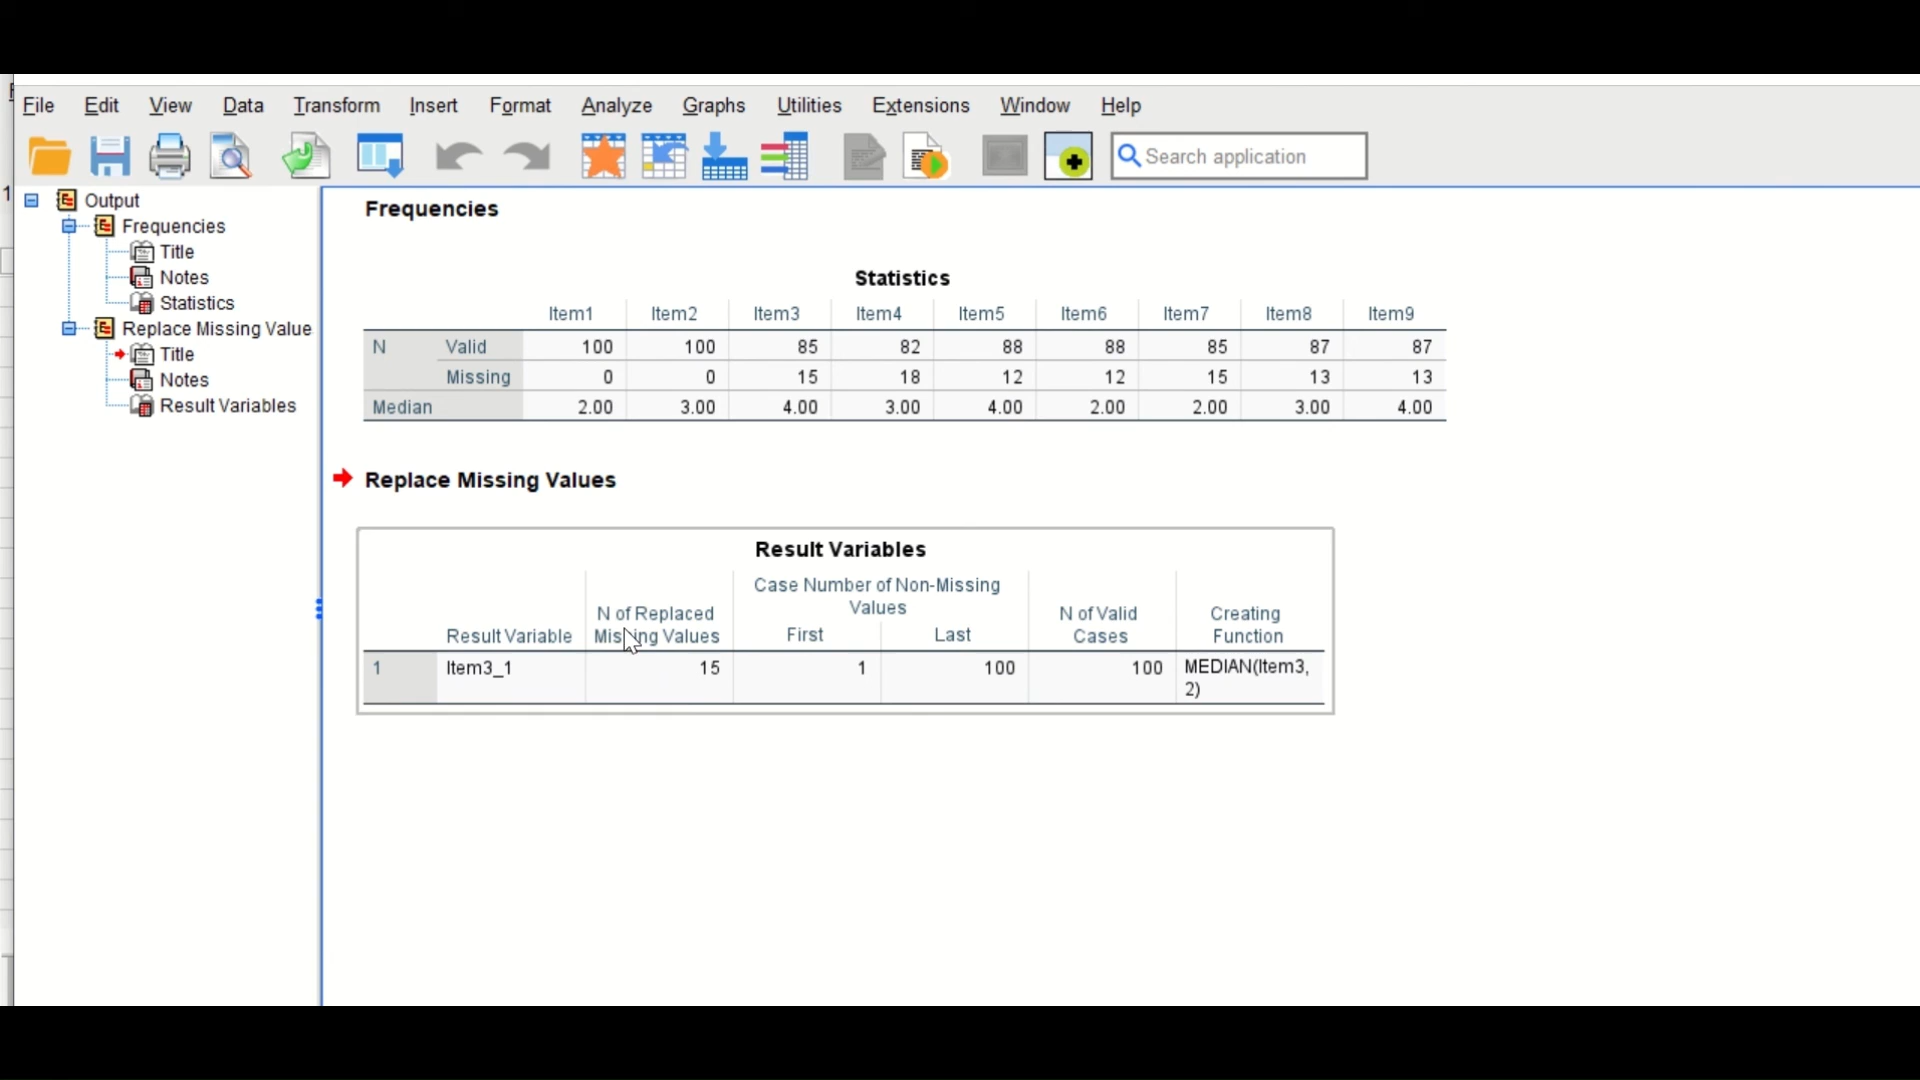 File Edit View Data Transform Insert Format Analyze Graphs Utilities Extensions Window Help
Search application
1
Output
Frequencies
Title
Notes
Statistics
Replace Missing Value
Title
Notes
Result Variables
Frequencies
Statistics
Item1 Item2 Item3 Item4 Item5 Item6 Item7 Item8 Item9
N Valid 100 100 85 82 88 88 85 87 87
Missing 0 0 15 18 12 12 15 13 13
Median 2.00 3.00 4.00 3.00 4.00 2.00 2.00 3.00 4.00
Replace Missing Values
Result Variables
Case Number of Non-Missing
Values
N of Replaced N of Valid Creating
Result Variable Missing Values First Last Cases Function
1 Item3_1 15 1 100 100 MEDIAN(Item3,
2)